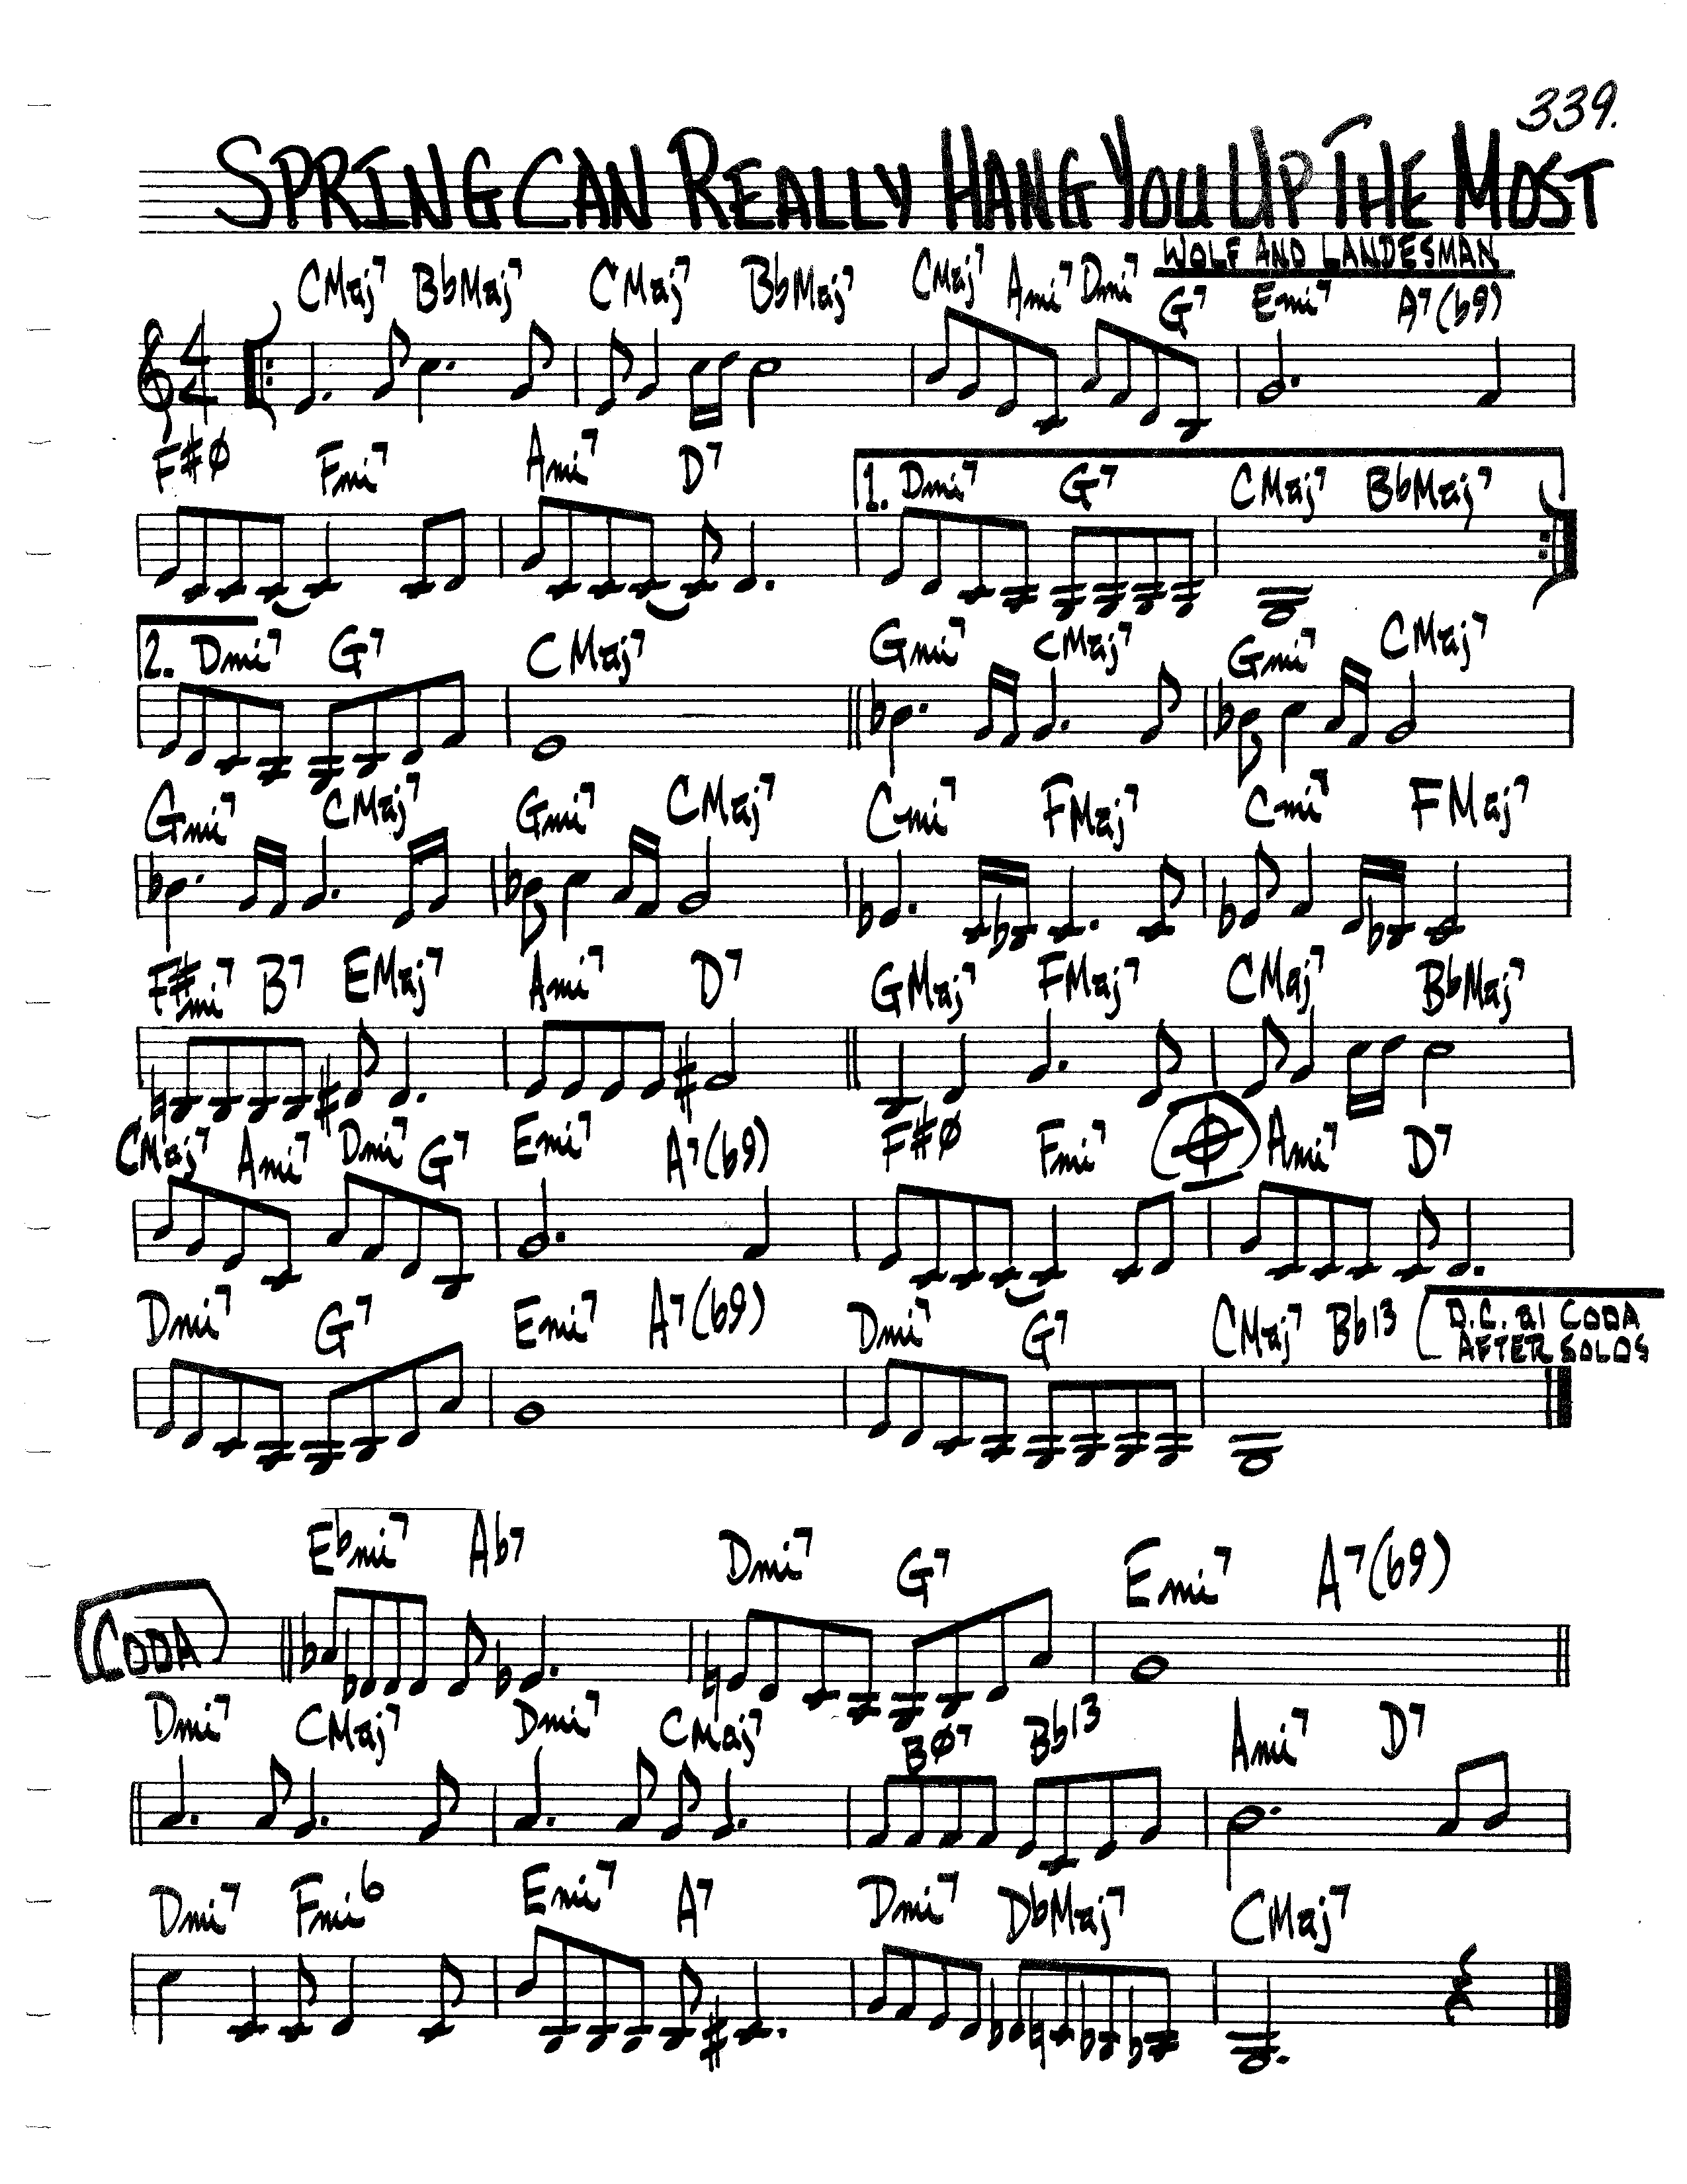 339.
SPRING CAN REALLY HANG YOU UP THE MOST
WOLF AND LANDESMAN
CMaj7 BbMaj7 CMaj7 BbMaj7 CMaj7 Ami7 Dmi7 G7 Emi7 A7(b9)
4
4
F#ø Fmi7 Ami7 D7 1. Dmi7 G7 CMaj7 BbMaj7
2. Dmi7 G7 CMaj7 Gmi7 CMaj7 Gmi7 CMaj7
Gmi7 CMaj7 Gmi7 CMaj7 Cmi7 FMaj7 Cmi7 FMaj7
F#mi7 B7 EMaj7 Ami7 D7 GMaj7 FMaj7 CMaj7 BbMaj7
CMaj7 Ami7 Dmi7 G7 Emi7 A7(b9) F#ø Fmi7 Ami7 D7
Dmi7 G7 Emi7 A7(b9) Dmi7 G7 CMaj7 Bb13 D.C. al CODA
AFTER SOLOS
Ebmi7 Ab7 Dmi7 G7 Emi7 A7(b9)
CODA
Dmi7 CMaj7 Dmi7 CMaj7 Bø7 Bb13 Ami7 D7
Dmi7 Fmi6 Emi7 A7 Dmi7 DbMaj7 CMaj7